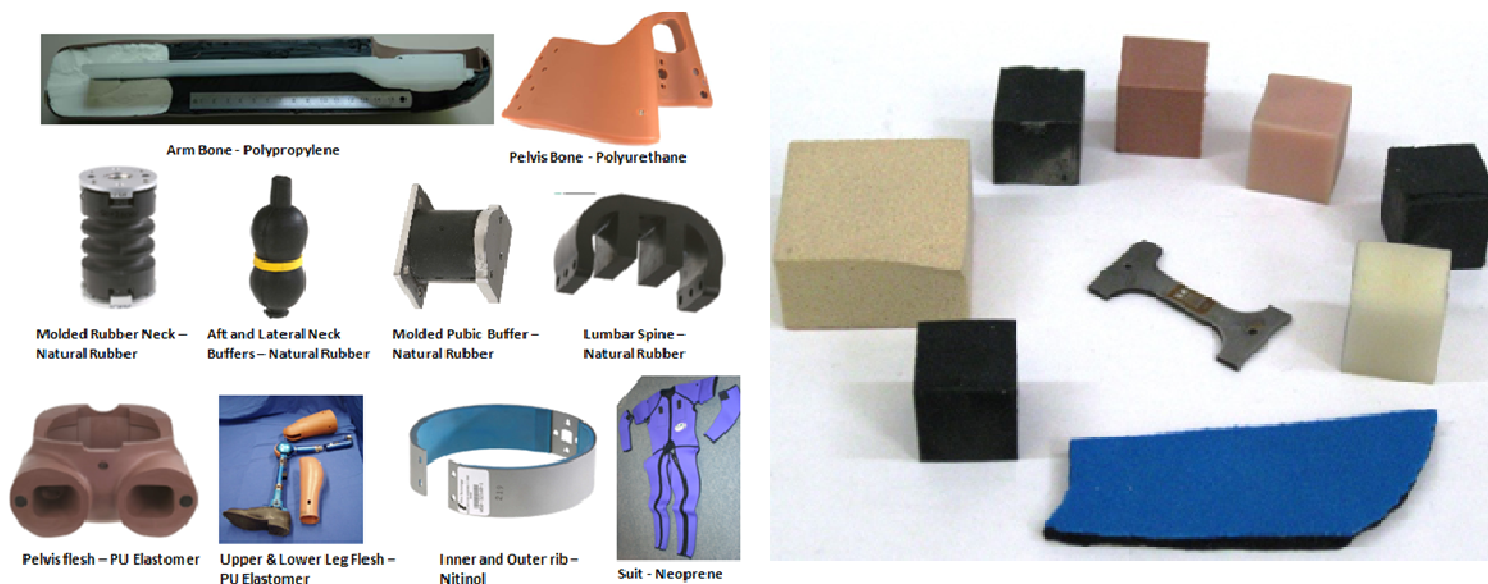 Arm Bone - Polypropylene
Pelvis Bone - Polyurethane
Molded Rubber Neck –
Natural Rubber
Aft and Lateral Neck
Buffers – Natural Rubber
Molded Pubic Buffer –
Natural Rubber
Lumbar Spine –
Natural Rubber
Pelvis flesh – PU Elastomer
Upper & Lower Leg Flesh –
PU Elastomer
Inner and Outer rib –
Nitinol
Suit - Neoprene